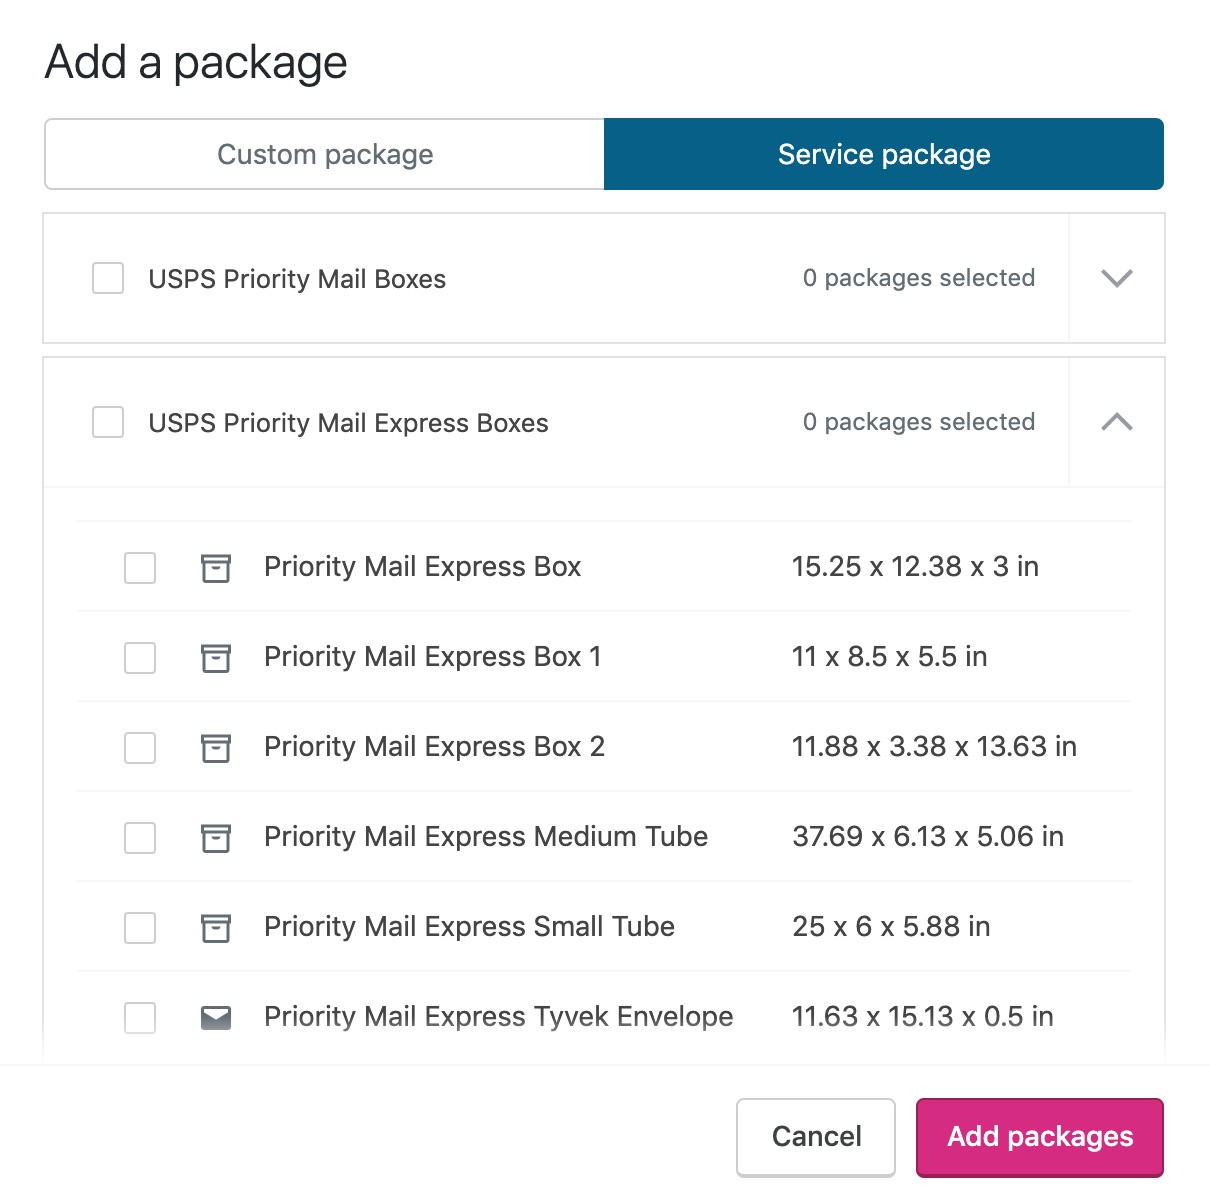 Add a package
Custom package
Service package
USPS Priority Mail Boxes
0 packages selected
USPS Priority Mail Express Boxes
0 packages selected
Priority Mail Express Box
15.25 x 12.38 x 3 in
Priority Mail Express Box 1
11 x 8.5 x 5.5 in
Priority Mail Express Box 2
11.88 x 3.38 x 13.63 in
Priority Mail Express Medium Tube
37.69 x 6.13 x 5.06 in
Priority Mail Express Small Tube
25 x 6 x 5.88 in
Priority Mail Express Tyvek Envelope
11.63 x 15.13 x 0.5 in
Cancel
Add packages